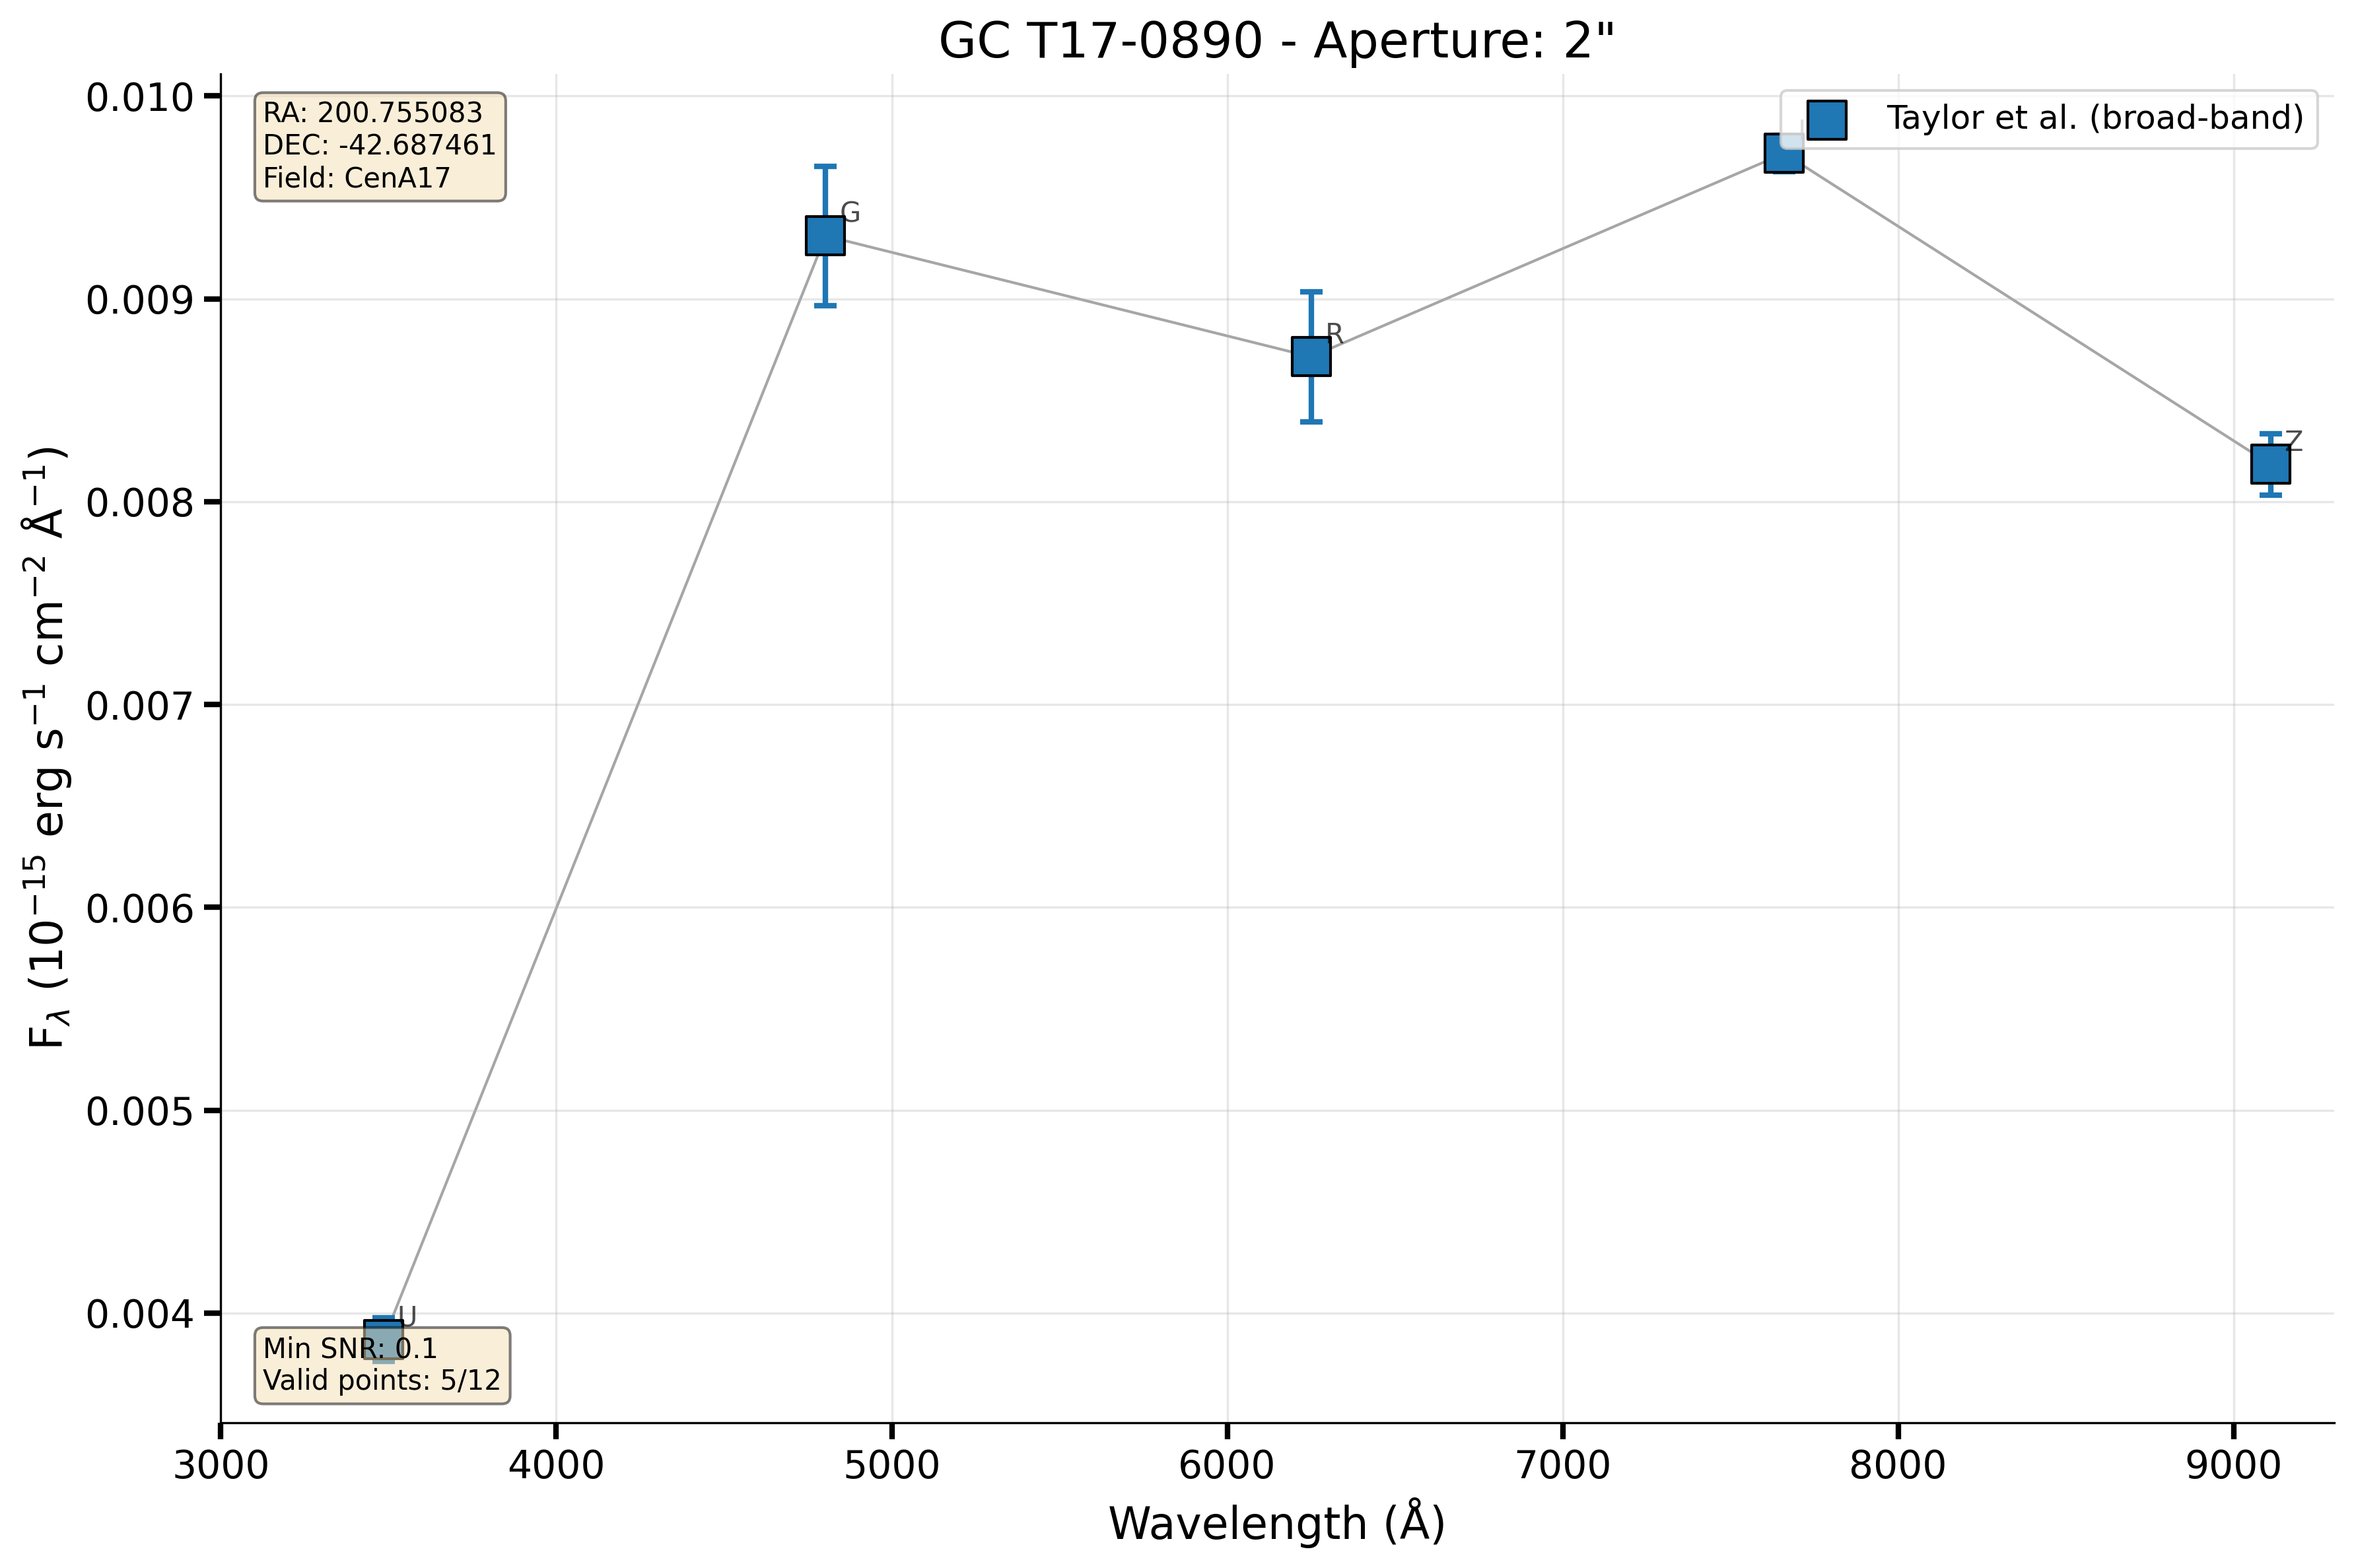 GC T17-0890 - Aperture: 2"
RA: 200.755083
DEC: -42.687461
Field: CenA17
Taylor et al. (broad-band)
G
R
Z
U
Min SNR: 0.1
Valid points: 5/12
0.010
0.009
0.008
0.007
0.006
0.005
0.004
F_λ (10⁻¹⁵ erg s⁻¹ cm⁻² Å⁻¹)
3000 4000 5000 6000 7000 8000 9000
Wavelength (Å)